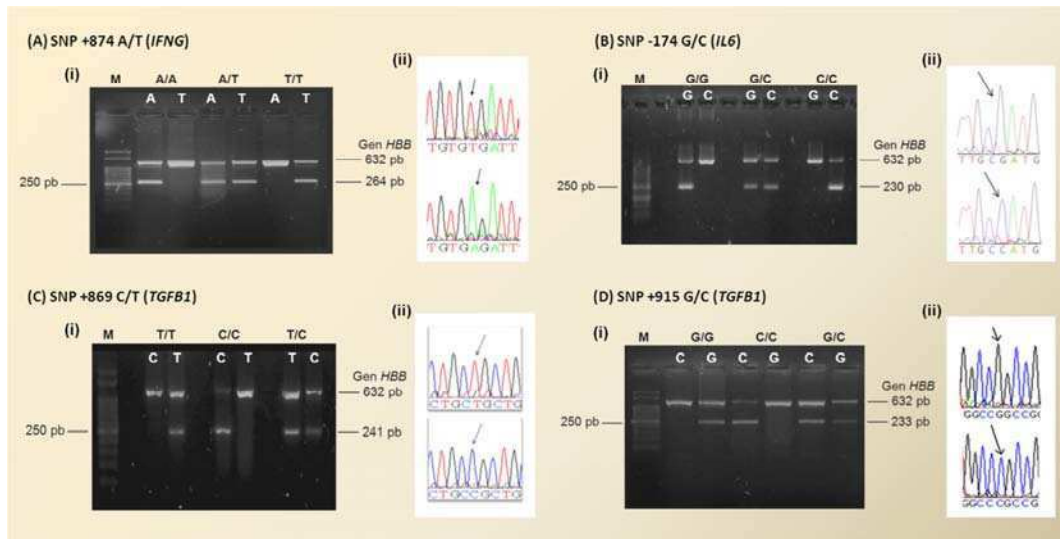 (A) SNP +874 A/T (IFNG)
(i)
(ii)
M A/A A/T T/T
A T A T A T
Gen HBB
632 pb
250 pb
264 pb
TGTGTGATT
TGTGAGATT
(B) SNP -174 G/C (IL6)
(i)
(ii)
M G/G G/C C/C
G C G C G C
Gen HBB
632 pb
250 pb
230 pb
TTGCGATG
TTGCCATG
(C) SNP +869 C/T (TGFB1)
(i)
(ii)
M T/T C/C T/C
C T C T T C
Gen HBB
632 pb
250 pb
241 pb
CTGCTGCTG
CTGCCGCTG
(D) SNP +915 G/C (TGFB1)
(i)
(ii)
M G/G C/C G/C
C G C G C G
Gen HBB
632 pb
250 pb
233 pb
GGCCGGCCG
GGCCCGCCG